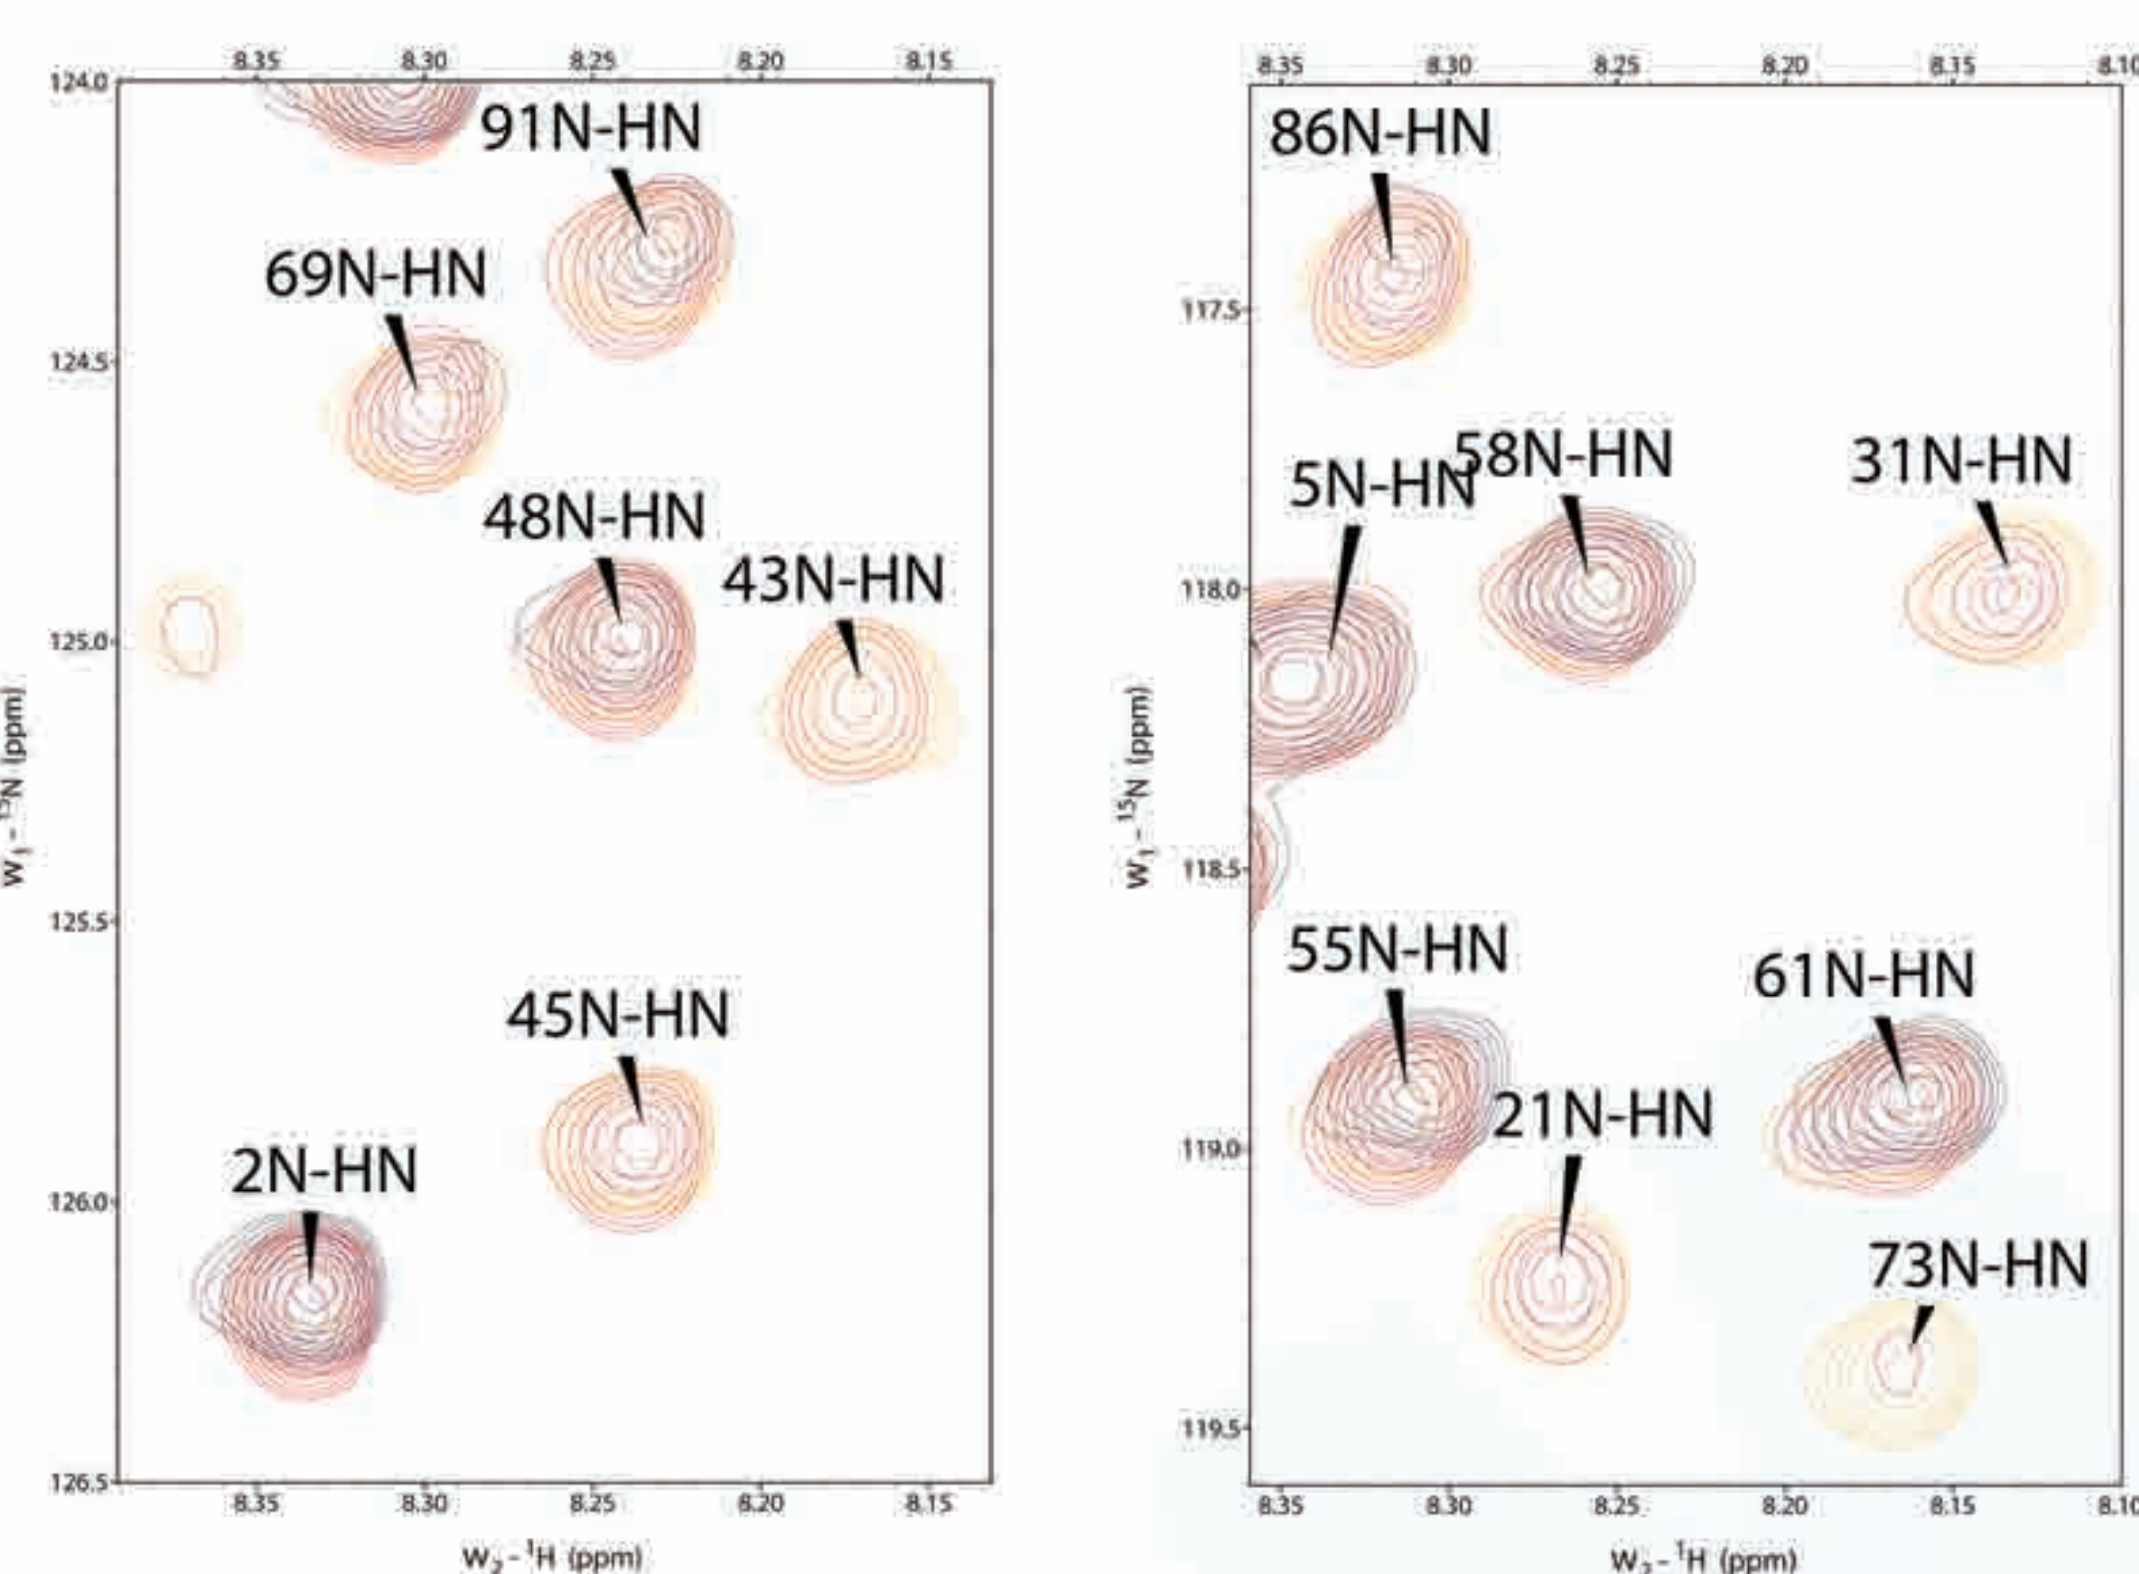 8.35 8.30 8.25 8.20 8.15
124.0
91N-HN
69N-HN
124.5
48N-HN
43N-HN
125.0
W1 - 15N (ppm)
125.5
45N-HN
2N-HN
126.0
126.5
8.35 8.30 8.25 8.20 8.15
W2 - 1H (ppm)
8.35 8.30 8.25 8.20 8.15 8.10
86N-HN
117.5
58N-HN
5N-HN
31N-HN
118.0
W1 - 15N (ppm)
118.5
55N-HN
61N-HN
21N-HN
119.0
73N-HN
119.5
8.35 8.30 8.25 8.20 8.15 8.10
W2 - 1H (ppm)